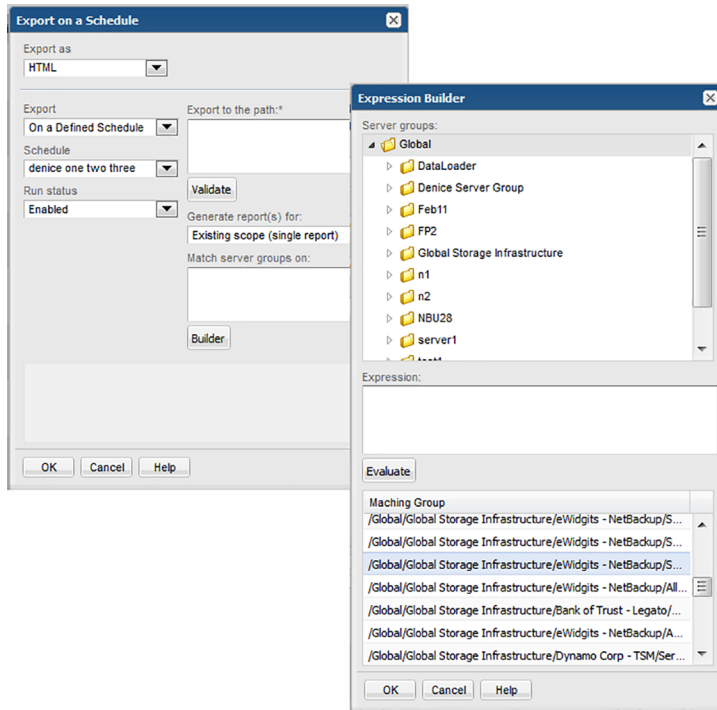 Export on a Schedule
Export as
HTML
Export
On a Defined Schedule
Schedule
denice one two three
Run status
Enabled
Export to the path:*
Validate
Generate report(s) for:
Existing scope (single report)
Match server groups on:
Builder
OK Cancel Help
Expression Builder
Server groups:
Global
DataLoader
Denice Server Group
Feb11
FP2
Global Storage Infrastructure
n1
n2
NBU28
server1
Expression:
Evaluate
Maching Group
/Global/Global Storage Infrastructure/eWidgits - NetBackup/S...
/Global/Global Storage Infrastructure/eWidgits - NetBackup/S...
/Global/Global Storage Infrastructure/eWidgits - NetBackup/S...
/Global/Global Storage Infrastructure/eWidgits - NetBackup/All...
/Global/Global Storage Infrastructure/Bank of Trust - Legato/...
/Global/Global Storage Infrastructure/eWidgits - NetBackup/A...
/Global/Global Storage Infrastructure/Dynamo Corp - TSM/Ser...
OK Cancel Help